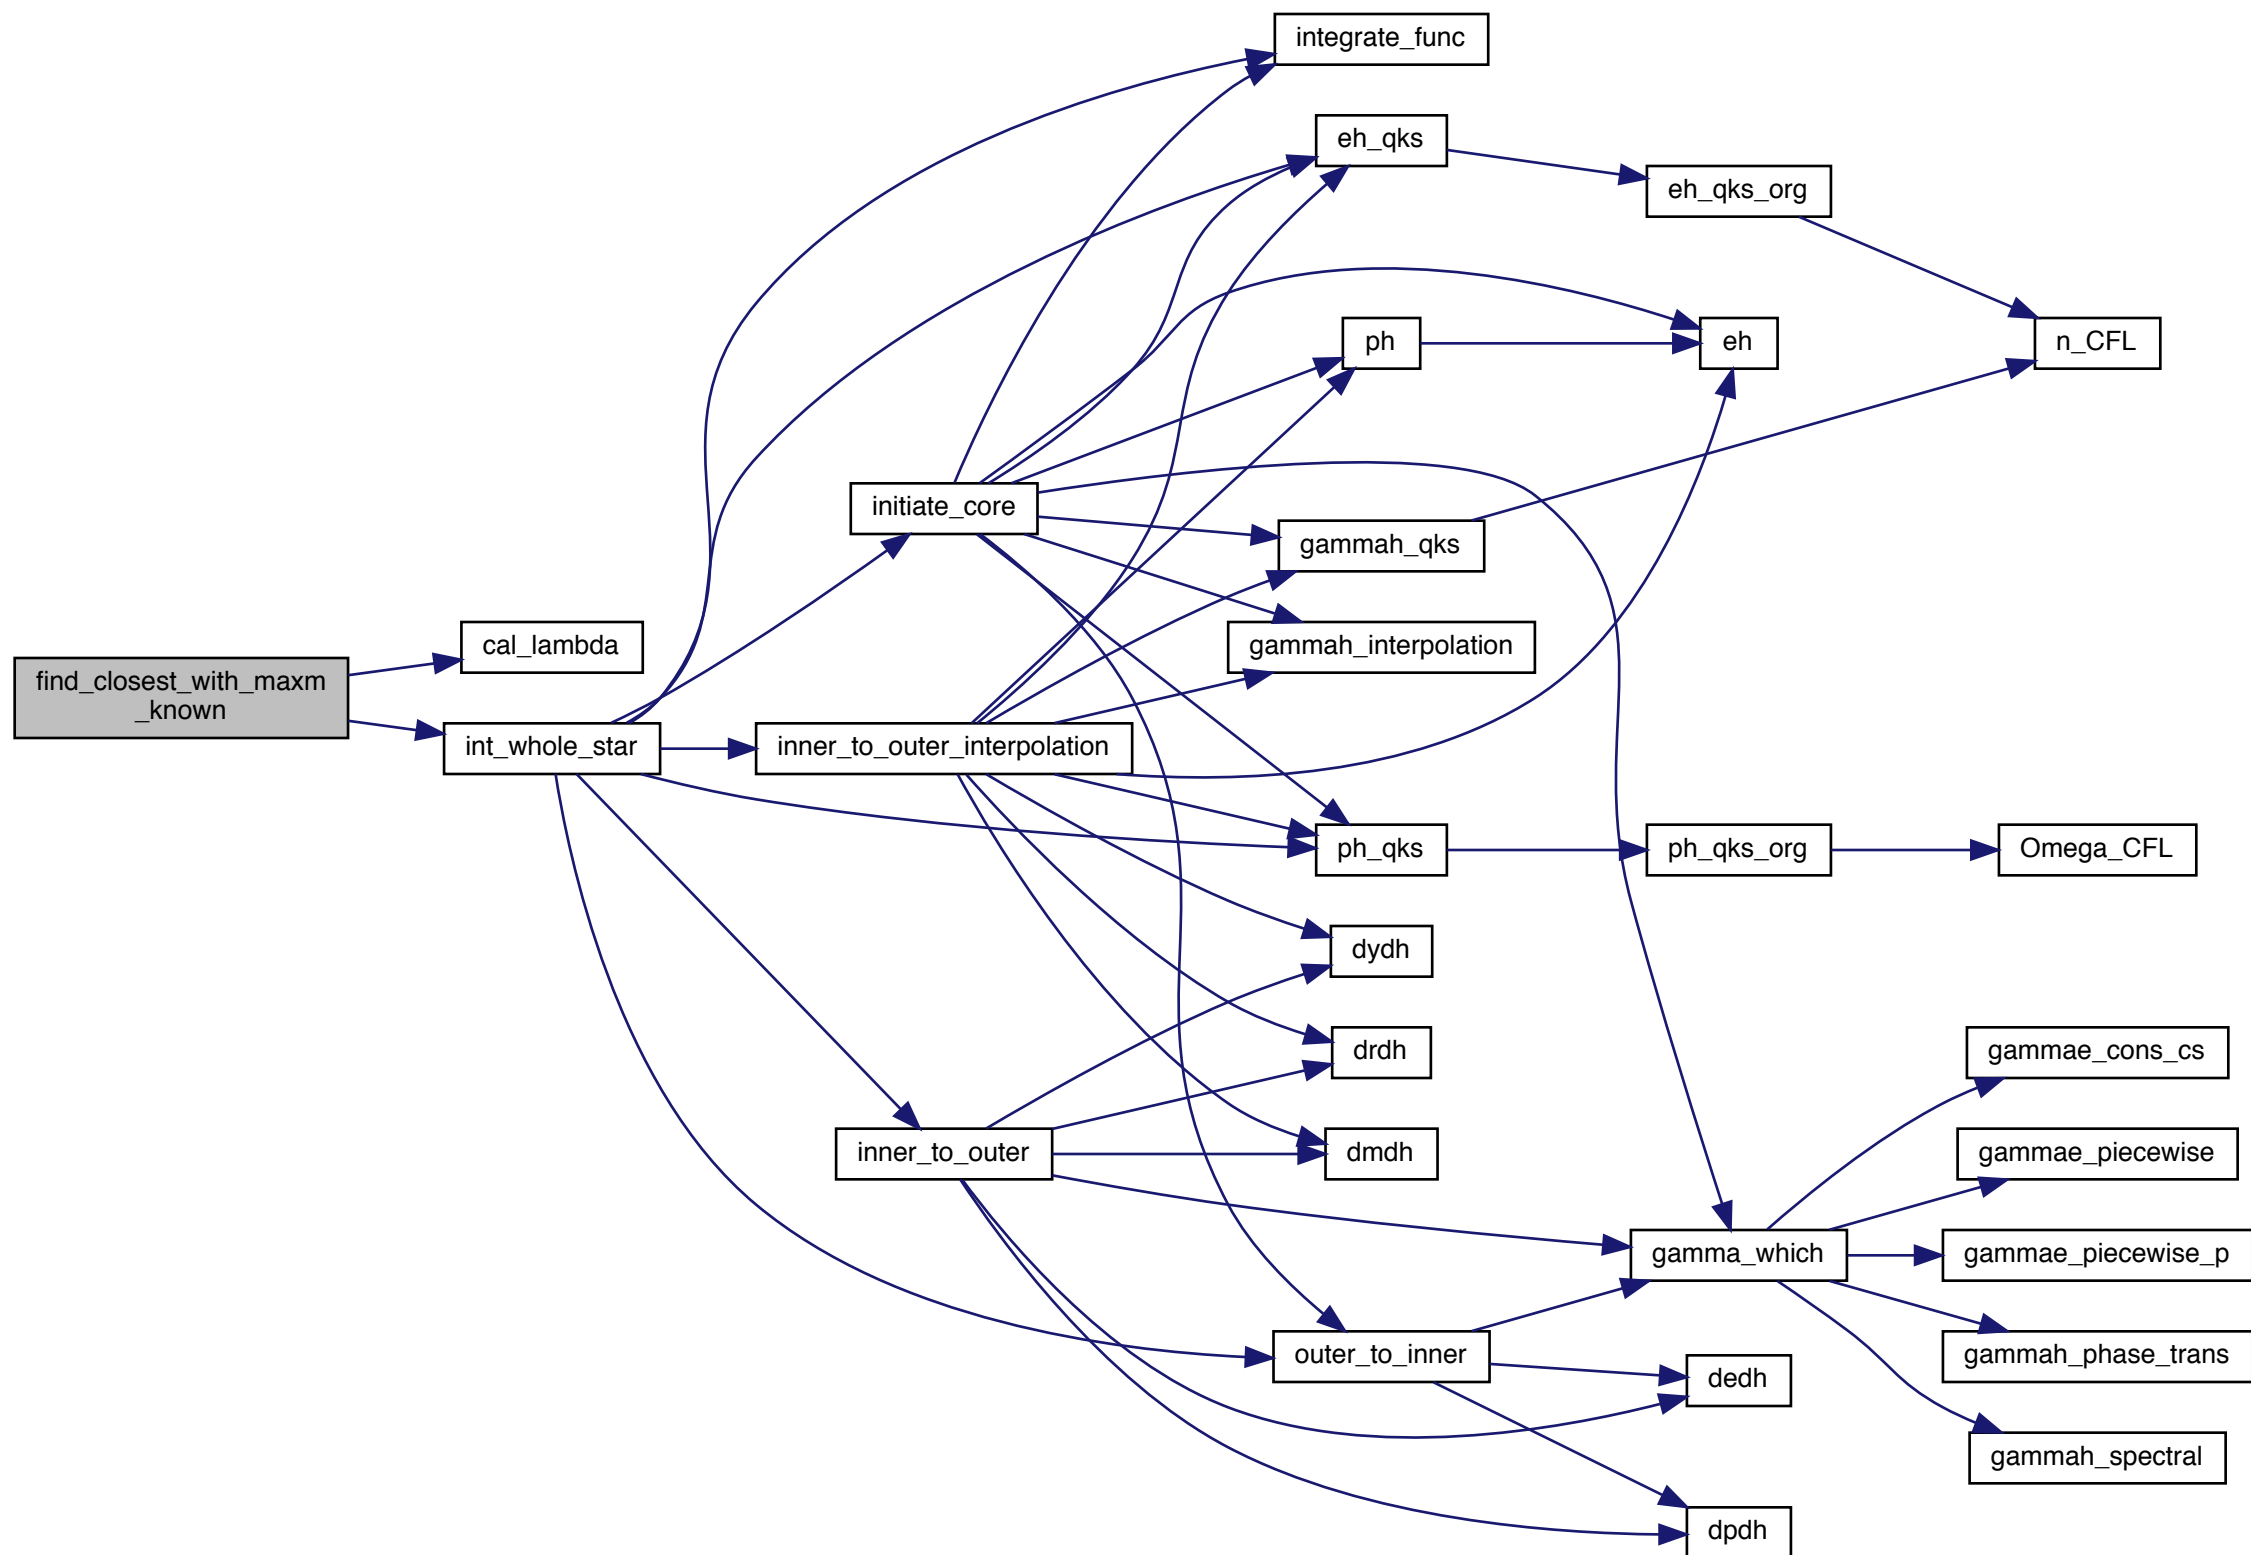 integrate_func
eh_qks
eh_qks_org
ph
eh
n_CFL
initiate_core
gammah_qks
cal_lambda
gammah_interpolation
find_closest_with_maxm
_known
int_whole_star
inner_to_outer_interpolation
ph_qks
ph_qks_org
Omega_CFL
dydh
drdh
gammae_cons_cs
inner_to_outer
dmdh
gammae_piecewise
gamma_which
gammae_piecewise_p
outer_to_inner
gammah_phase_trans
dedh
gammah_spectral
dpdh